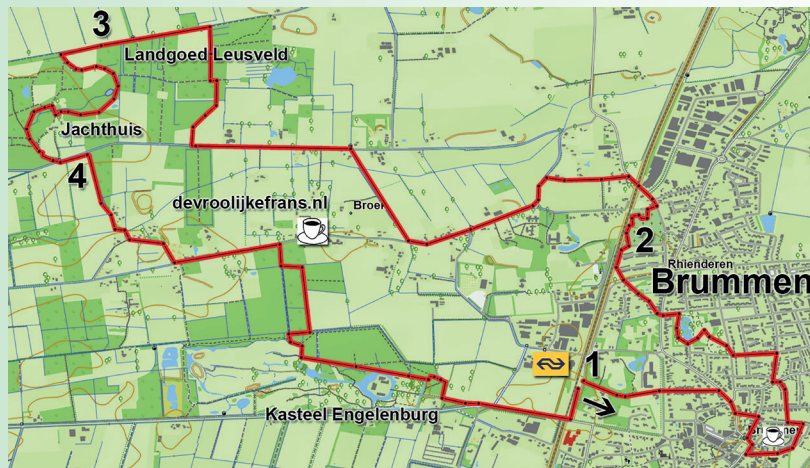 3
Landgoed Leusveld
Jachthuis
4
devroolijkefrans.nl
Broek
2
Rhienderen
Brummen
1
Kasteel Engelenburg